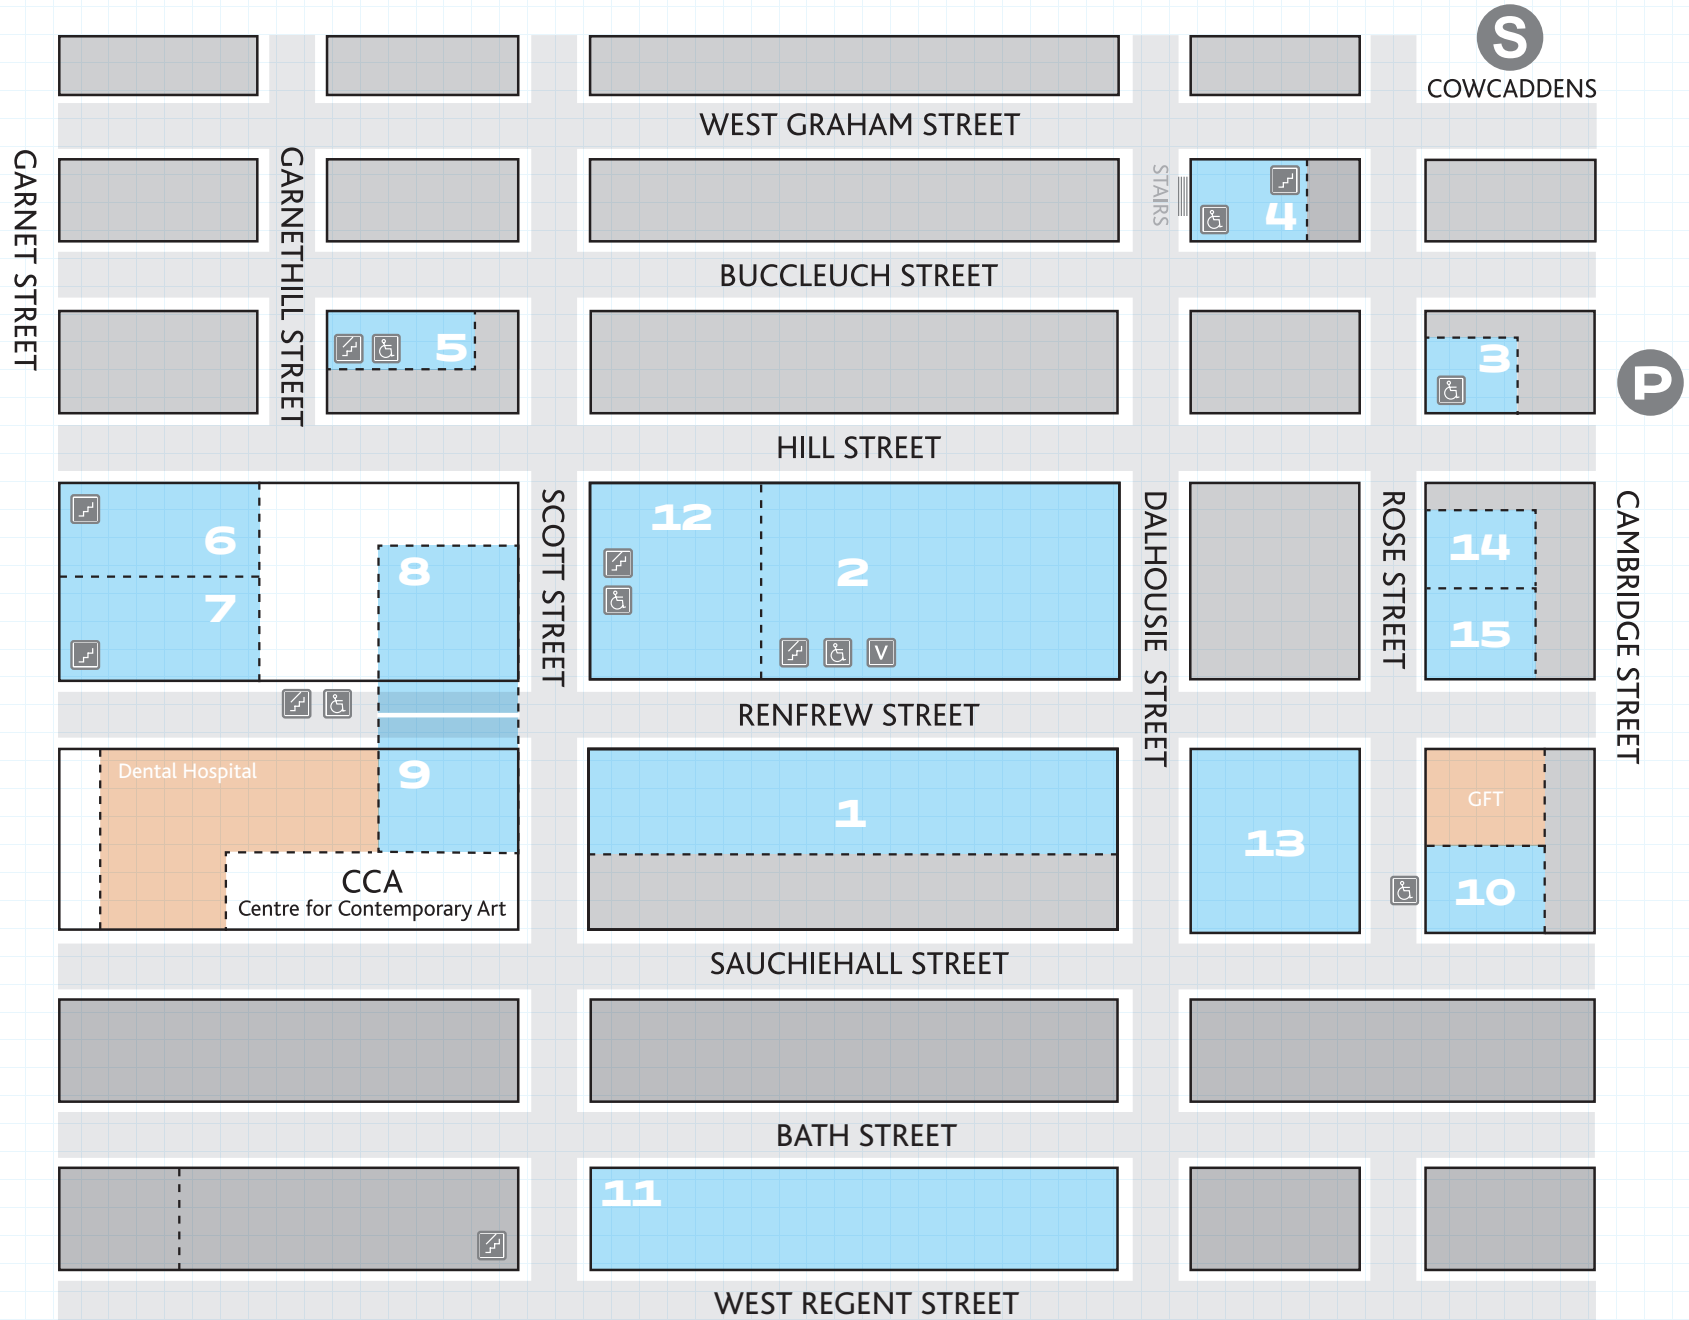 S
COWCADDENS
WEST GRAHAM STREET
GARNET STREET
GARNETHILL STREET
STAIRS
4
BUCCLEUCH STREET
5
3
P
HILL STREET
6
7
8
SCOTT STREET
12
2
V
DALHOUSIE STREET
ROSE STREET
14
15
CAMBRIDGE STREET
RENFREW STREET
Dental Hospital
9
1
13
GFT
10
CCA
Centre for Contemporary Art
SAUCHIEHALL STREET
BATH STREET
11
WEST REGENT STREET